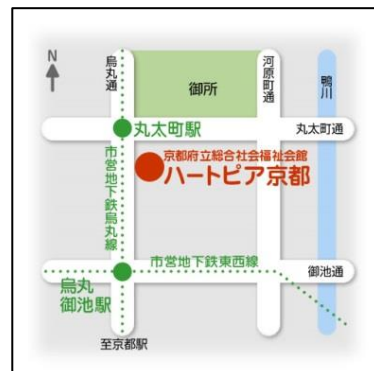 N
烏丸通
御所
河原町通
鴨川
丸太町駅
丸太町通
京都府立総合社会福祉会館
ハートピア京都
市営地下鉄烏丸線
市営地下鉄東西線
御池通
烏丸
御池駅
至京都駅